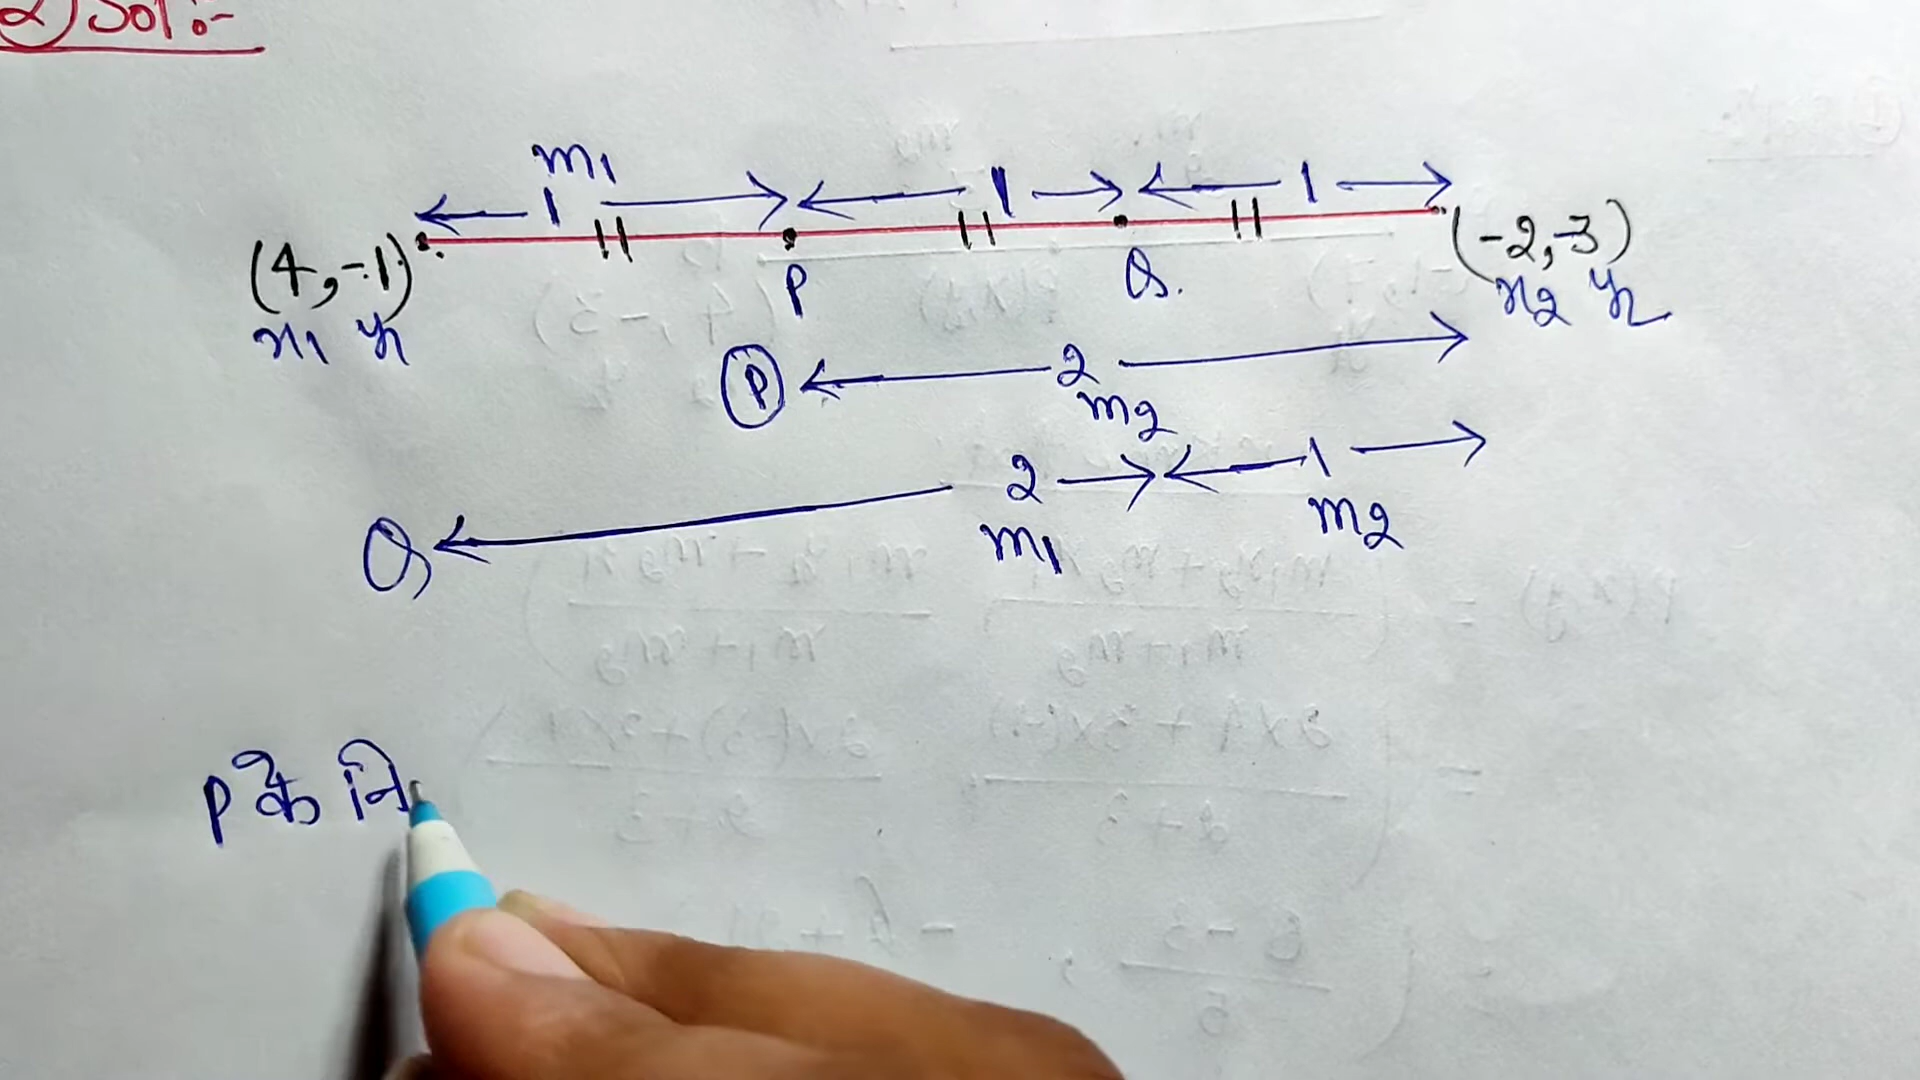 2) Sol:-
m1
1 1 1
(4,-1) (-2,-3)
P Q.
x1 y1 x2 y2
P 2
m2
Q 2 1
m1 m2
P के लि